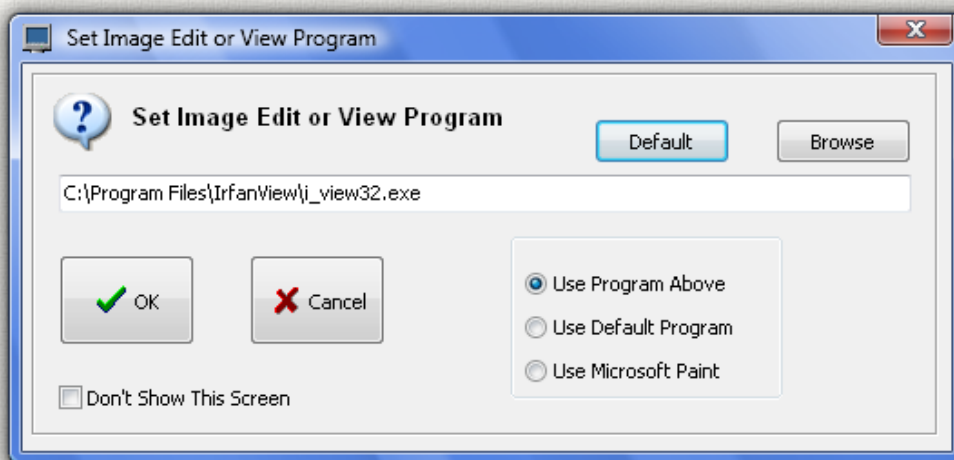 Set Image Edit or View Program
Set Image Edit or View Program
Default
Browse
C:\Program Files\IrfanView\i_view32.exe
OK
Cancel
Use Program Above
Use Default Program
Use Microsoft Paint
Don't Show This Screen